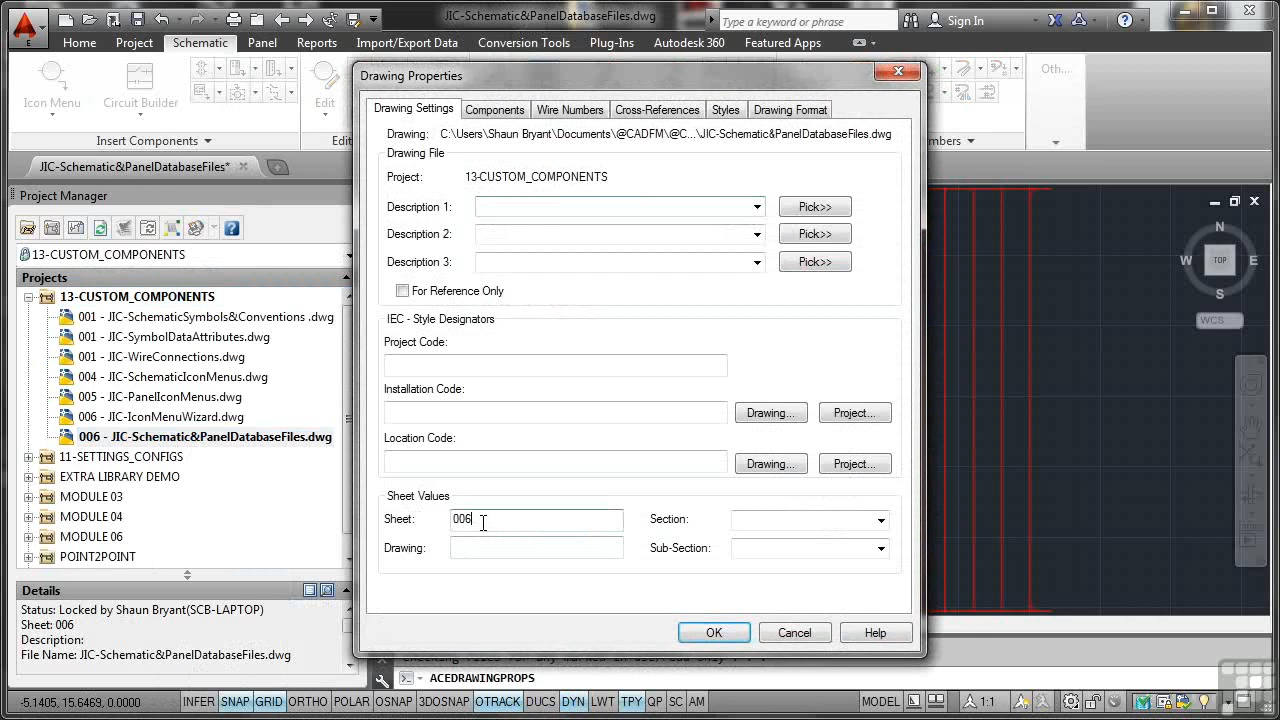 JIC-Schematic&PanelDatabaseFiles.dwg
Type a keyword or phrase
Sign In
E
Home Project Schematic Panel Reports Import/Export Data Conversion Tools Plug-Ins Autodesk 360 Featured Apps
Icon Menu Circuit Builder Edit Oth...
Insert Components Edit mbers
JIC-Schematic&PanelDatabaseFiles*
Project Manager
13-CUSTOM_COMPONENTS
Projects
13-CUSTOM_COMPONENTS
001 - JIC-SchematicSymbols&Conventions .dwg
001 - JIC-SymbolDataAttributes.dwg
001 - JIC-WireConnections.dwg
004 - JIC-SchematicIconMenus.dwg
005 - JIC-PanelIconMenus.dwg
006 - JIC-IconMenuWizard.dwg
006 - JIC-Schematic&PanelDatabaseFiles.dwg
11-SETTINGS_CONFIGS
EXTRA LIBRARY DEMO
MODULE 03
MODULE 04
MODULE 06
POINT2POINT
Details
Status: Locked by Shaun Bryant(SCB-LAPTOP)
Sheet: 006
Description:
File Name: JIC-Schematic&PanelDatabaseFiles.dwg
Drawing Properties
Drawing Settings Components Wire Numbers Cross-References Styles Drawing Format
Drawing: C:\Users\Shaun Bryant\Documents\@CADFM\@C...\JIC-Schematic&PanelDatabaseFiles.dwg
Drawing File
Project: 13-CUSTOM_COMPONENTS
Description 1: Pick>>
Description 2: Pick>>
Description 3: Pick>>
For Reference Only
IEC - Style Designators
Project Code:
Installation Code:
Drawing... Project...
Location Code:
Drawing... Project...
Sheet Values
Sheet: 006 Section:
Drawing: Sub-Section:
OK Cancel Help
N
W TOP E
S
WCS
ACEDRAWINGPROPS
-5.1405, 15.6469, 0.0000 INFER SNAP GRID ORTHO POLAR OSNAP 3DOSNAP OTRACK DUCS DYN LWT TPY QP SC AM MODEL 1:1